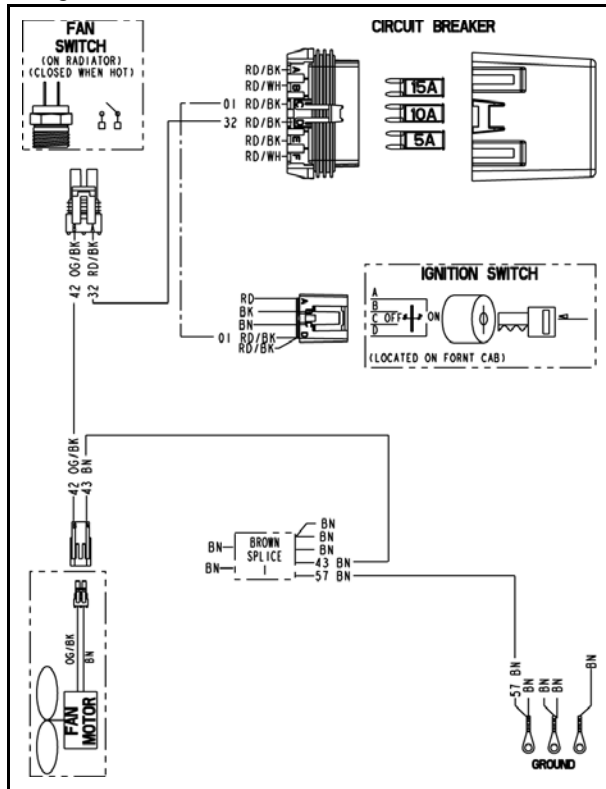 FAN
SWITCH
(ON RADIATOR)
(CLOSED WHEN HOT)
CIRCUIT BREAKER
RD/BK
RD/WH
01 RD/BK
32 RD/BK
RD/BK
RD/WH
A
B
C
D
E
F
15A
10A
5A
42 OG/BK
32 RD/BK
RD
BK
BN
01 RD/BK
RD/BK
A
D
IGNITION SWITCH
A
B
C OFF
D
ON
(LOCATED ON FORNT CAB)
42 OG/BK
43 BN
BROWN
SPLICE
1
BN
BN
BN
BN
BN
43 BN
57 BN
OG/BK
BN
FAN
MOTOR
57 BN
BN
BN
BN
BN
GROUND